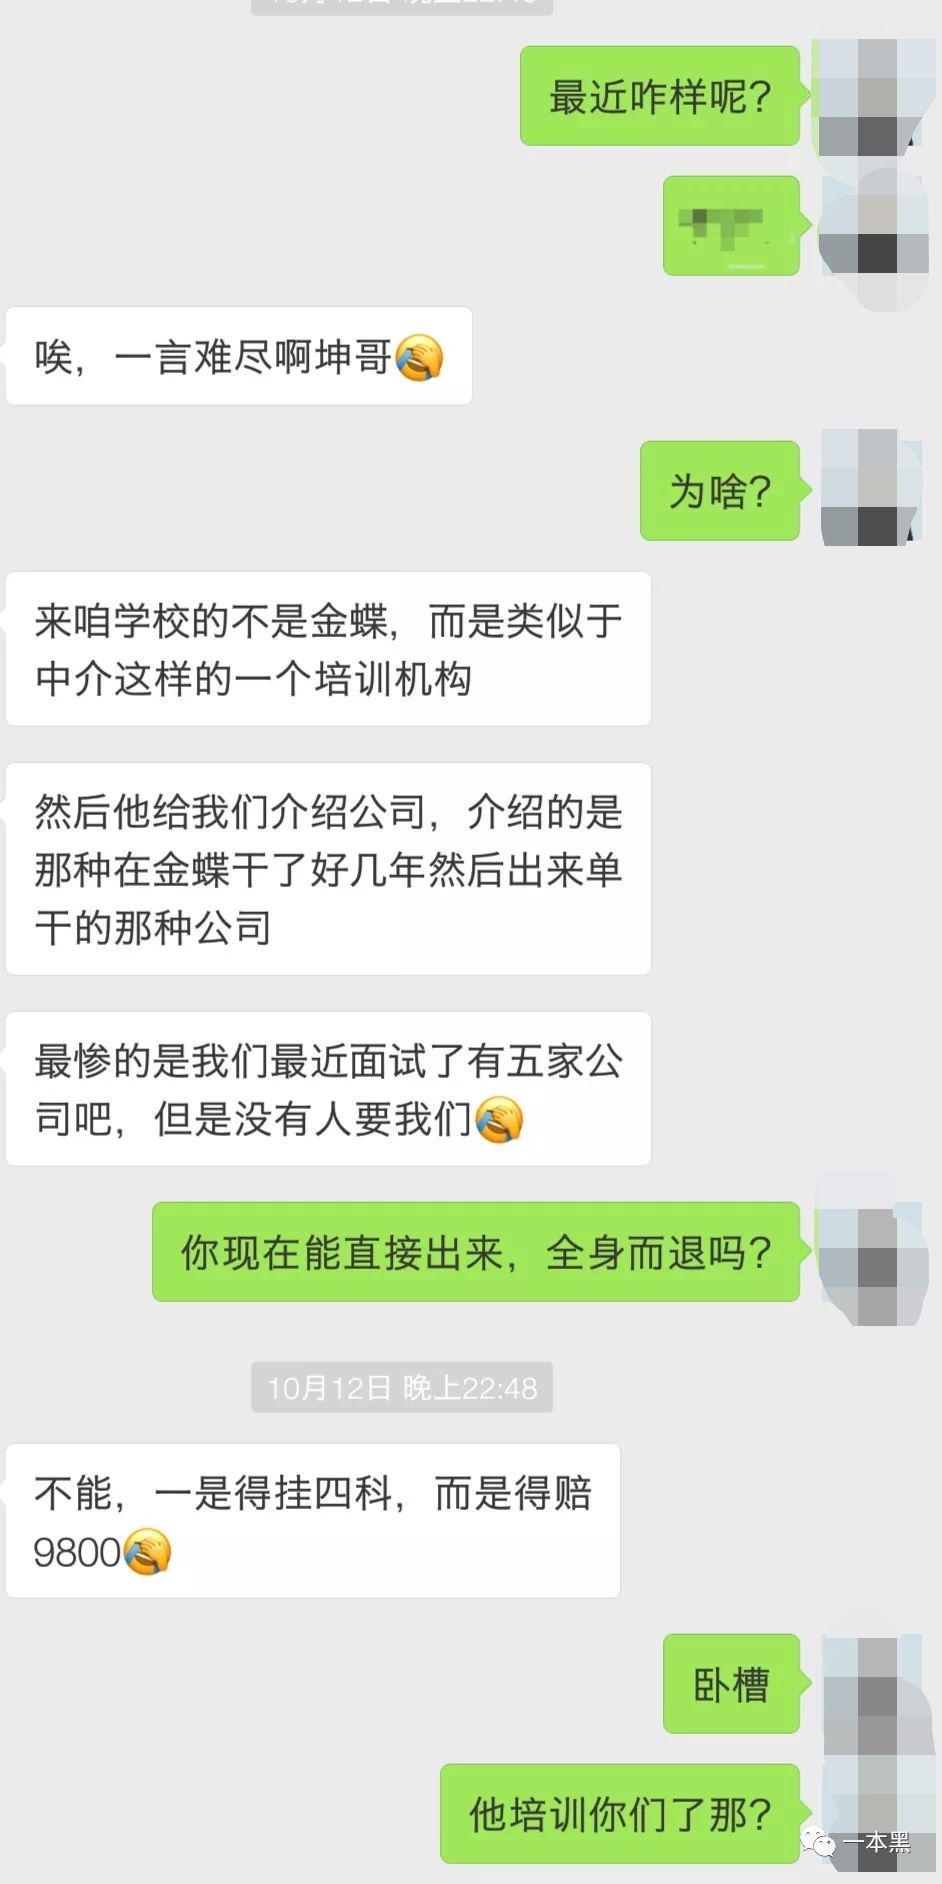 最近咋样呢?
唉，一言难尽啊坤哥🤦
为啥?
来咱学校的不是金蝶，而是类似于
中介这样的一个培训机构
然后他给我们介绍公司，介绍的是
那种在金蝶干了好几年然后出来单
干的那种公司
最惨的是我们最近面试了有五家公
司吧，但是没有人要我们🤦
你现在能直接出来，全身而退吗?
10月12日 晚上22:48
不能，一是得挂四科，而是得赔
9800🤦
卧槽
他培训你们了那?
一本黑